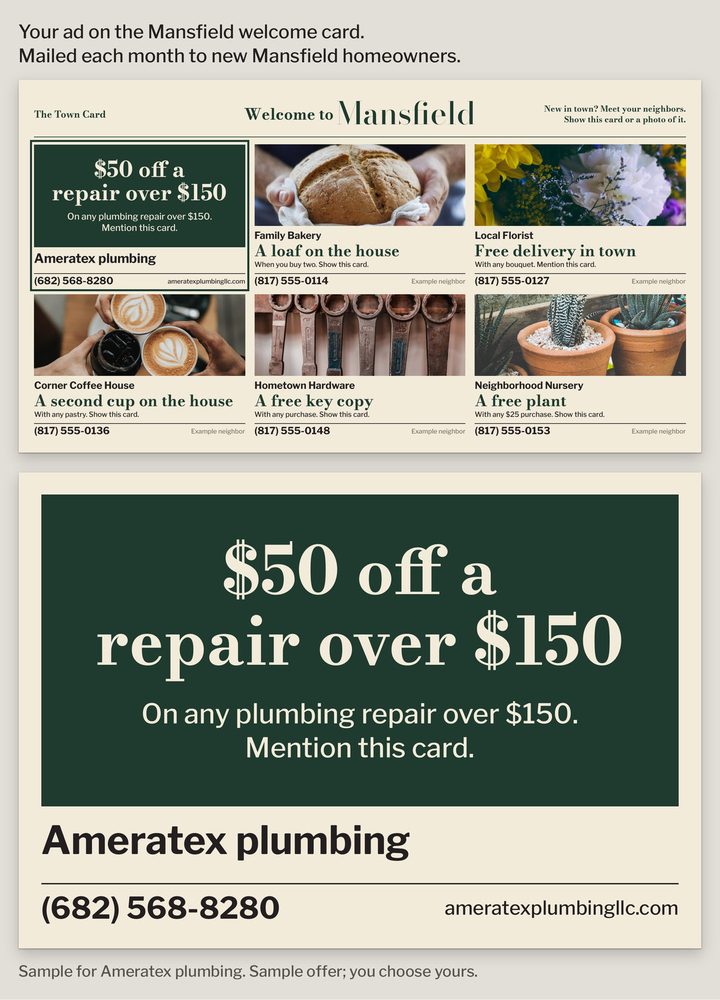 Your ad on the Mansfield welcome card.
Mailed each month to new Mansfield homeowners.
The Town Card
Welcome to Mansfield
New in town? Meet your neighbors.
Show this card or a photo of it.
$50 off a
repair over $150
On any plumbing repair over $150.
Mention this card.
Ameratex plumbing
(682) 568-8280
ameratexplumbingllc.com
Family Bakery
A loaf on the house
When you buy two. Show this card.
(817) 555-0114
Example neighbor
Local Florist
Free delivery in town
With any bouquet. Mention this card.
(817) 555-0127
Example neighbor
Corner Coffee House
A second cup on the house
With any pastry. Show this card.
(817) 555-0136
Example neighbor
Hometown Hardware
A free key copy
With any purchase. Show this card.
(817) 555-0148
Example neighbor
Neighborhood Nursery
A free plant
With any $25 purchase. Show this card.
(817) 555-0153
Example neighbor
$50 off a
repair over $150
On any plumbing repair over $150.
Mention this card.
Ameratex plumbing
(682) 568-8280
ameratexplumbingllc.com
Sample for Ameratex plumbing. Sample offer; you choose yours.